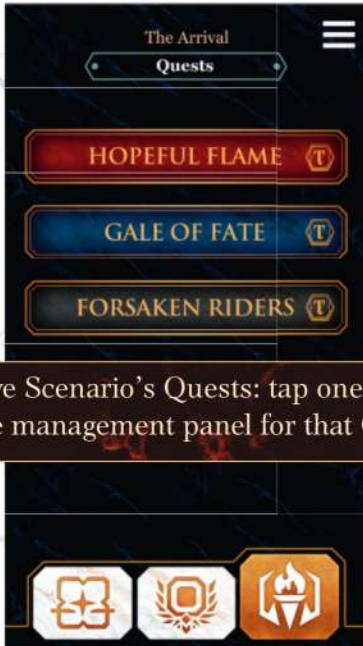 The Arrival
Quests
HOPEFUL FLAME T
GALE OF FATE T
FORSAKEN RIDERS T
Scenario's Quests: tap one
management panel for that